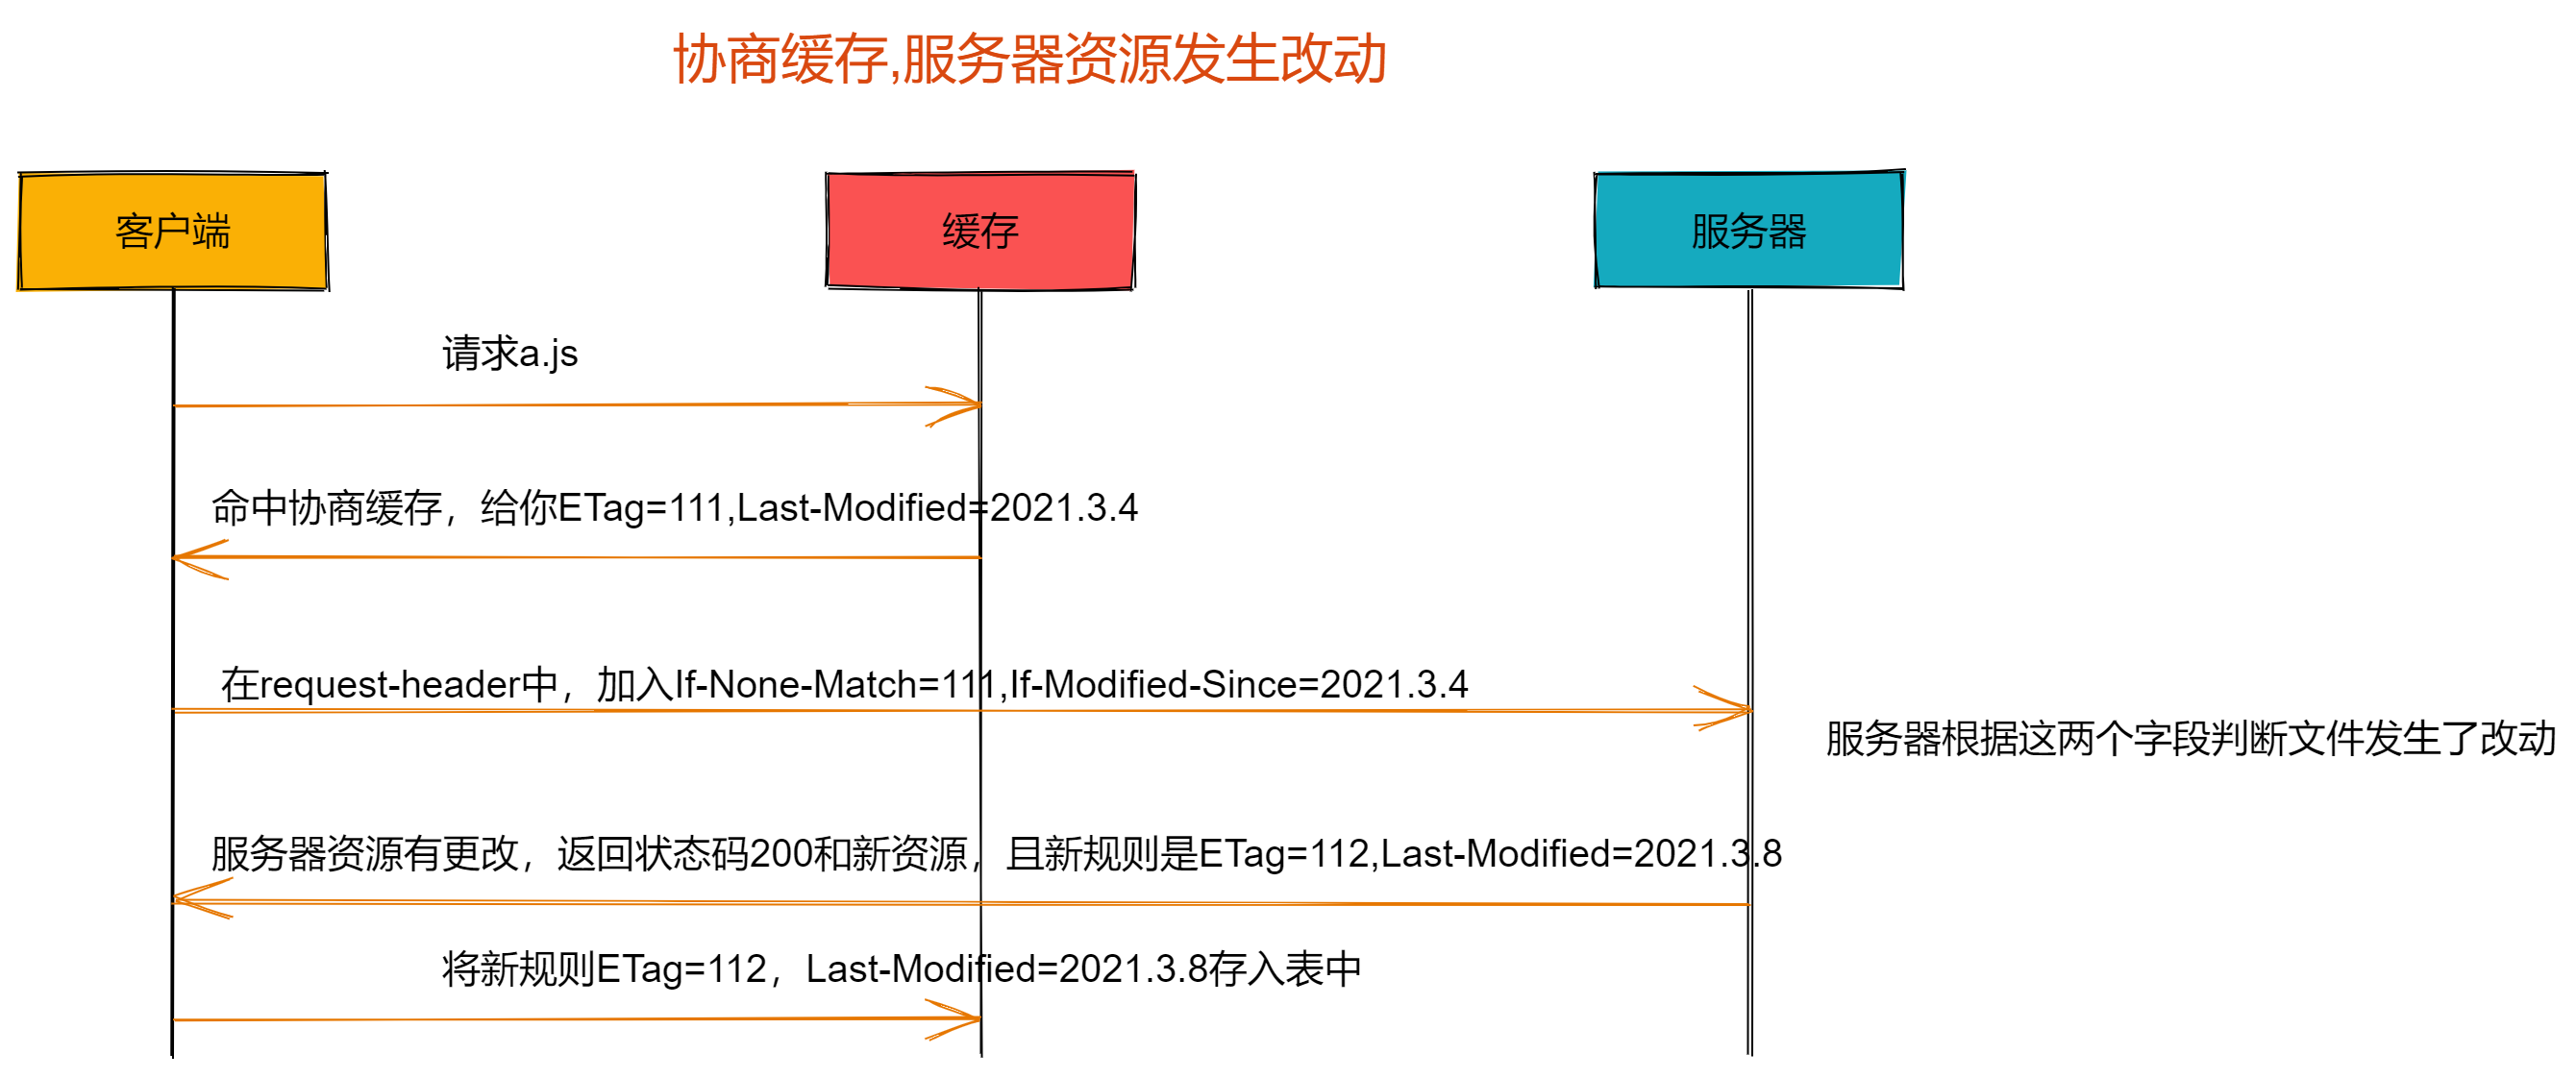 协商缓存,服务器资源发生改动
客户端
缓存
服务器
请求a.js
命中协商缓存，给你ETag=111,Last-Modified=2021.3.4
在request-header中，加入If-None-Match=111,If-Modified-Since=2021.3.4
服务器根据这两个字段判断文件发生了改动
服务器资源有更改，返回状态码200和新资源，且新规则是ETag=112,Last-Modified=2021.3.8
将新规则ETag=112，Last-Modified=2021.3.8存入表中